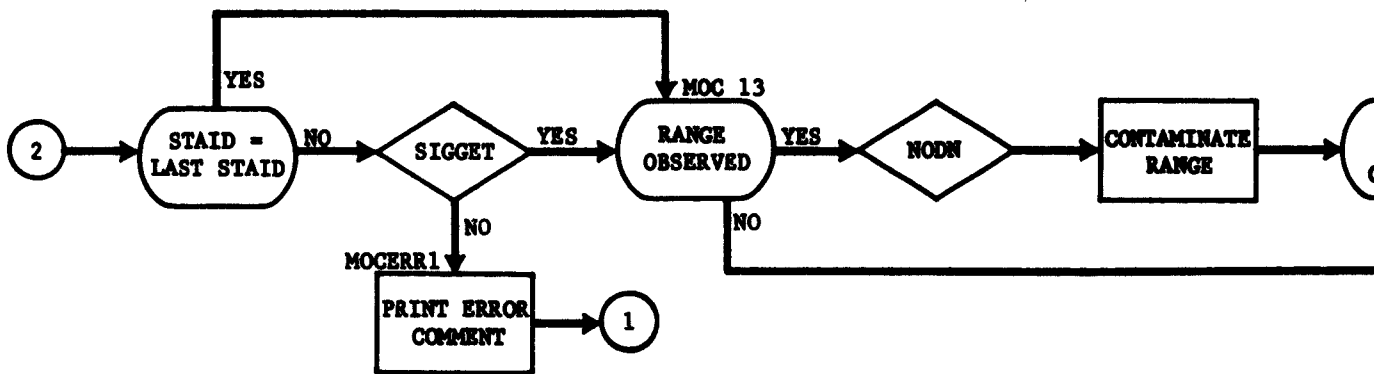 YES
MOC 13
2
STAID =
LAST STAID
NO
SIGGET
YES
RANGE
OBSERVED
YES
NODN
CONTAMINATE
RANGE
NO
NO
MOCERR1
PRINT ERROR
COMMENT
1